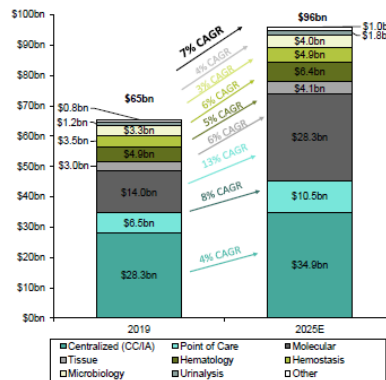 $100bn
$90bn
$80bn
$70bn
$60bn
$50bn
$40bn
$30bn
$20bn
$10bn
$0bn
$65bn
$0.8bn
$1.2bn
$3.3bn
$3.5bn
$4.9bn
$3.0bn
$14.0bn
$6.5bn
$28.3bn
7% CAGR
4% CAGR
3% CAGR
6% CAGR
5% CAGR
6% CAGR
13% CAGR
8% CAGR
4% CAGR
$96bn
$1.0bn
$1.8bn
$4.0bn
$4.9bn
$6.4bn
$4.1bn
$28.3bn
$10.5bn
$34.9bn
2019 2025E
Centralized (CC/IA) Point of Care Molecular
Tissue Hematology Hemostasis
Microbiology Urinalysis Other